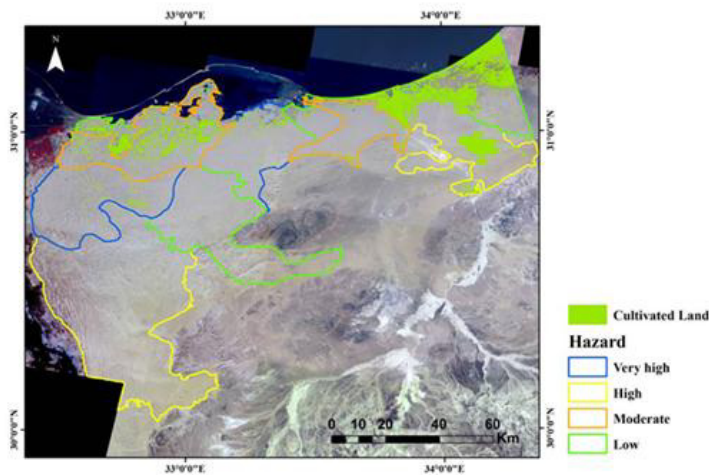 33°0'0"E 34°0'0"E
N
31°0'0"N 31°0'0"N
Cultivated Land
Hazard
Very high
High
Moderate
Low
0 10 20 40 60
Km
30°0'0"N 30°0'0"N
33°0'0"E 34°0'0"E